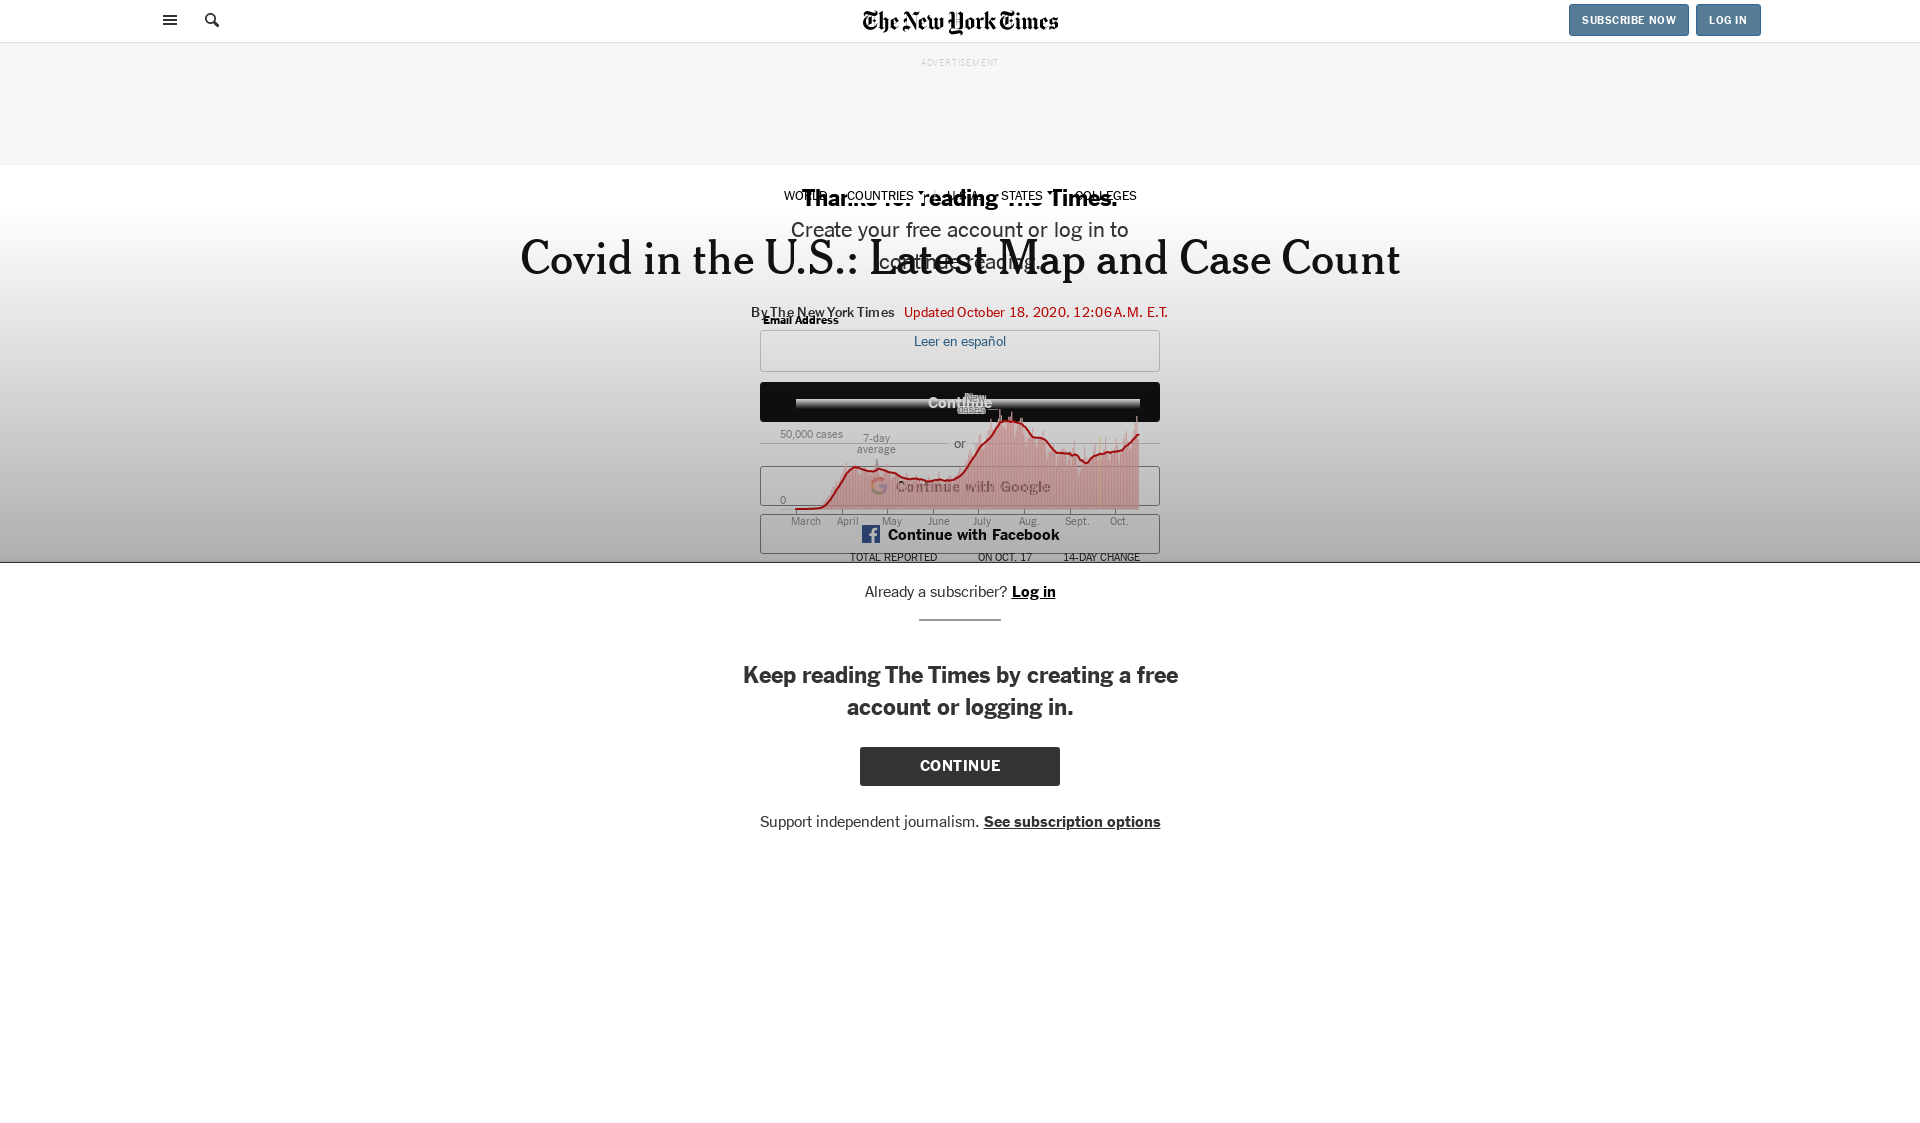 The New York Times
SUBSCRIBE NOW
LOG IN
ADVERTISEMENT
WORLD COUNTRIES U.S.A. STATES COLLEGES
Thanks for reading The Times.
Create your free account or log in to
continue reading.
Covid in the U.S.: Latest Map and Case Count
By The New York Times Updated October 18, 2020, 12:06 A.M. E.T.
Email Address
Leer en español
Continue
New
cases
50,000 cases
7-day
average
or
Continue with Google
0
March April May June July Aug. Sept. Oct.
Continue with Facebook
TOTAL REPORTED ON OCT. 17 14-DAY CHANGE
Already a subscriber? Log in
Keep reading The Times by creating a free
account or logging in.
CONTINUE
Support independent journalism. See subscription options